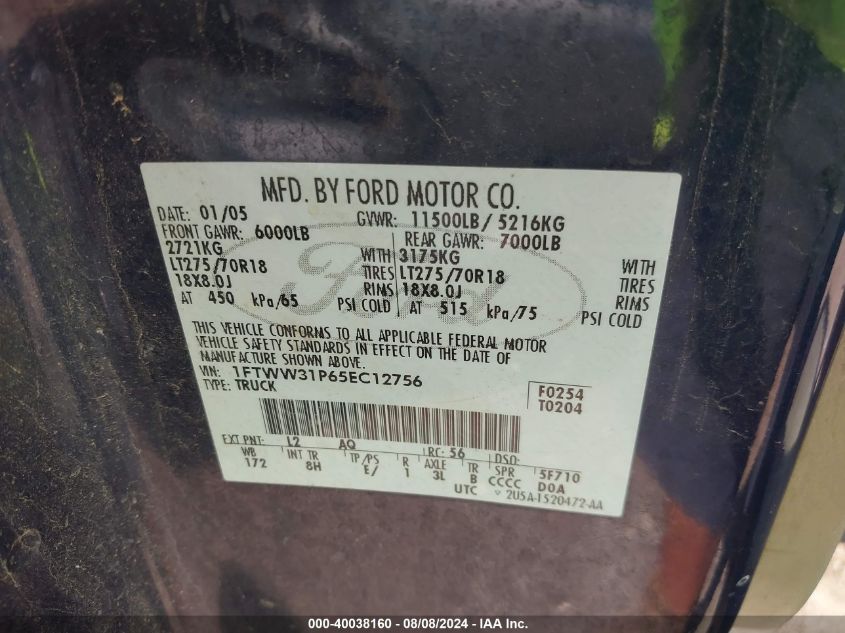 MFD. BY FORD MOTOR CO.
DATE: 01/05 GVWR: 11500LB/ 5216KG
FRONT GAWR: 6000LB REAR GAWR: 7000LB
2721KG WITH 3175KG WITH
LT275/70R18 TIRES LT275/70R18 TIRES
18X8.0J RIMS 18X8.0J RIMS
AT 450 kPa/65 PSI COLD AT 515 kPa/75 PSI COLD
Ford
THIS VEHICLE CONFORMS TO ALL APPLICABLE FEDERAL MOTOR
VEHICLE SAFETY STANDARDS IN EFFECT ON THE DATE OF
MANUFACTURE SHOWN ABOVE.
VIN: 1FTWW31P65EC12756
TYPE: TRUCK
F0254
T0204
EXT PNT: L2 AQ RC: 56 DSO:
WB INT TR TP/PS R AXLE TR SPR 5F710
172 8H E/ 1 3L B CCCC DOA
UTC 2U5A-1520472-AA
000-40038160 - 08/08/2024 - IAA Inc.